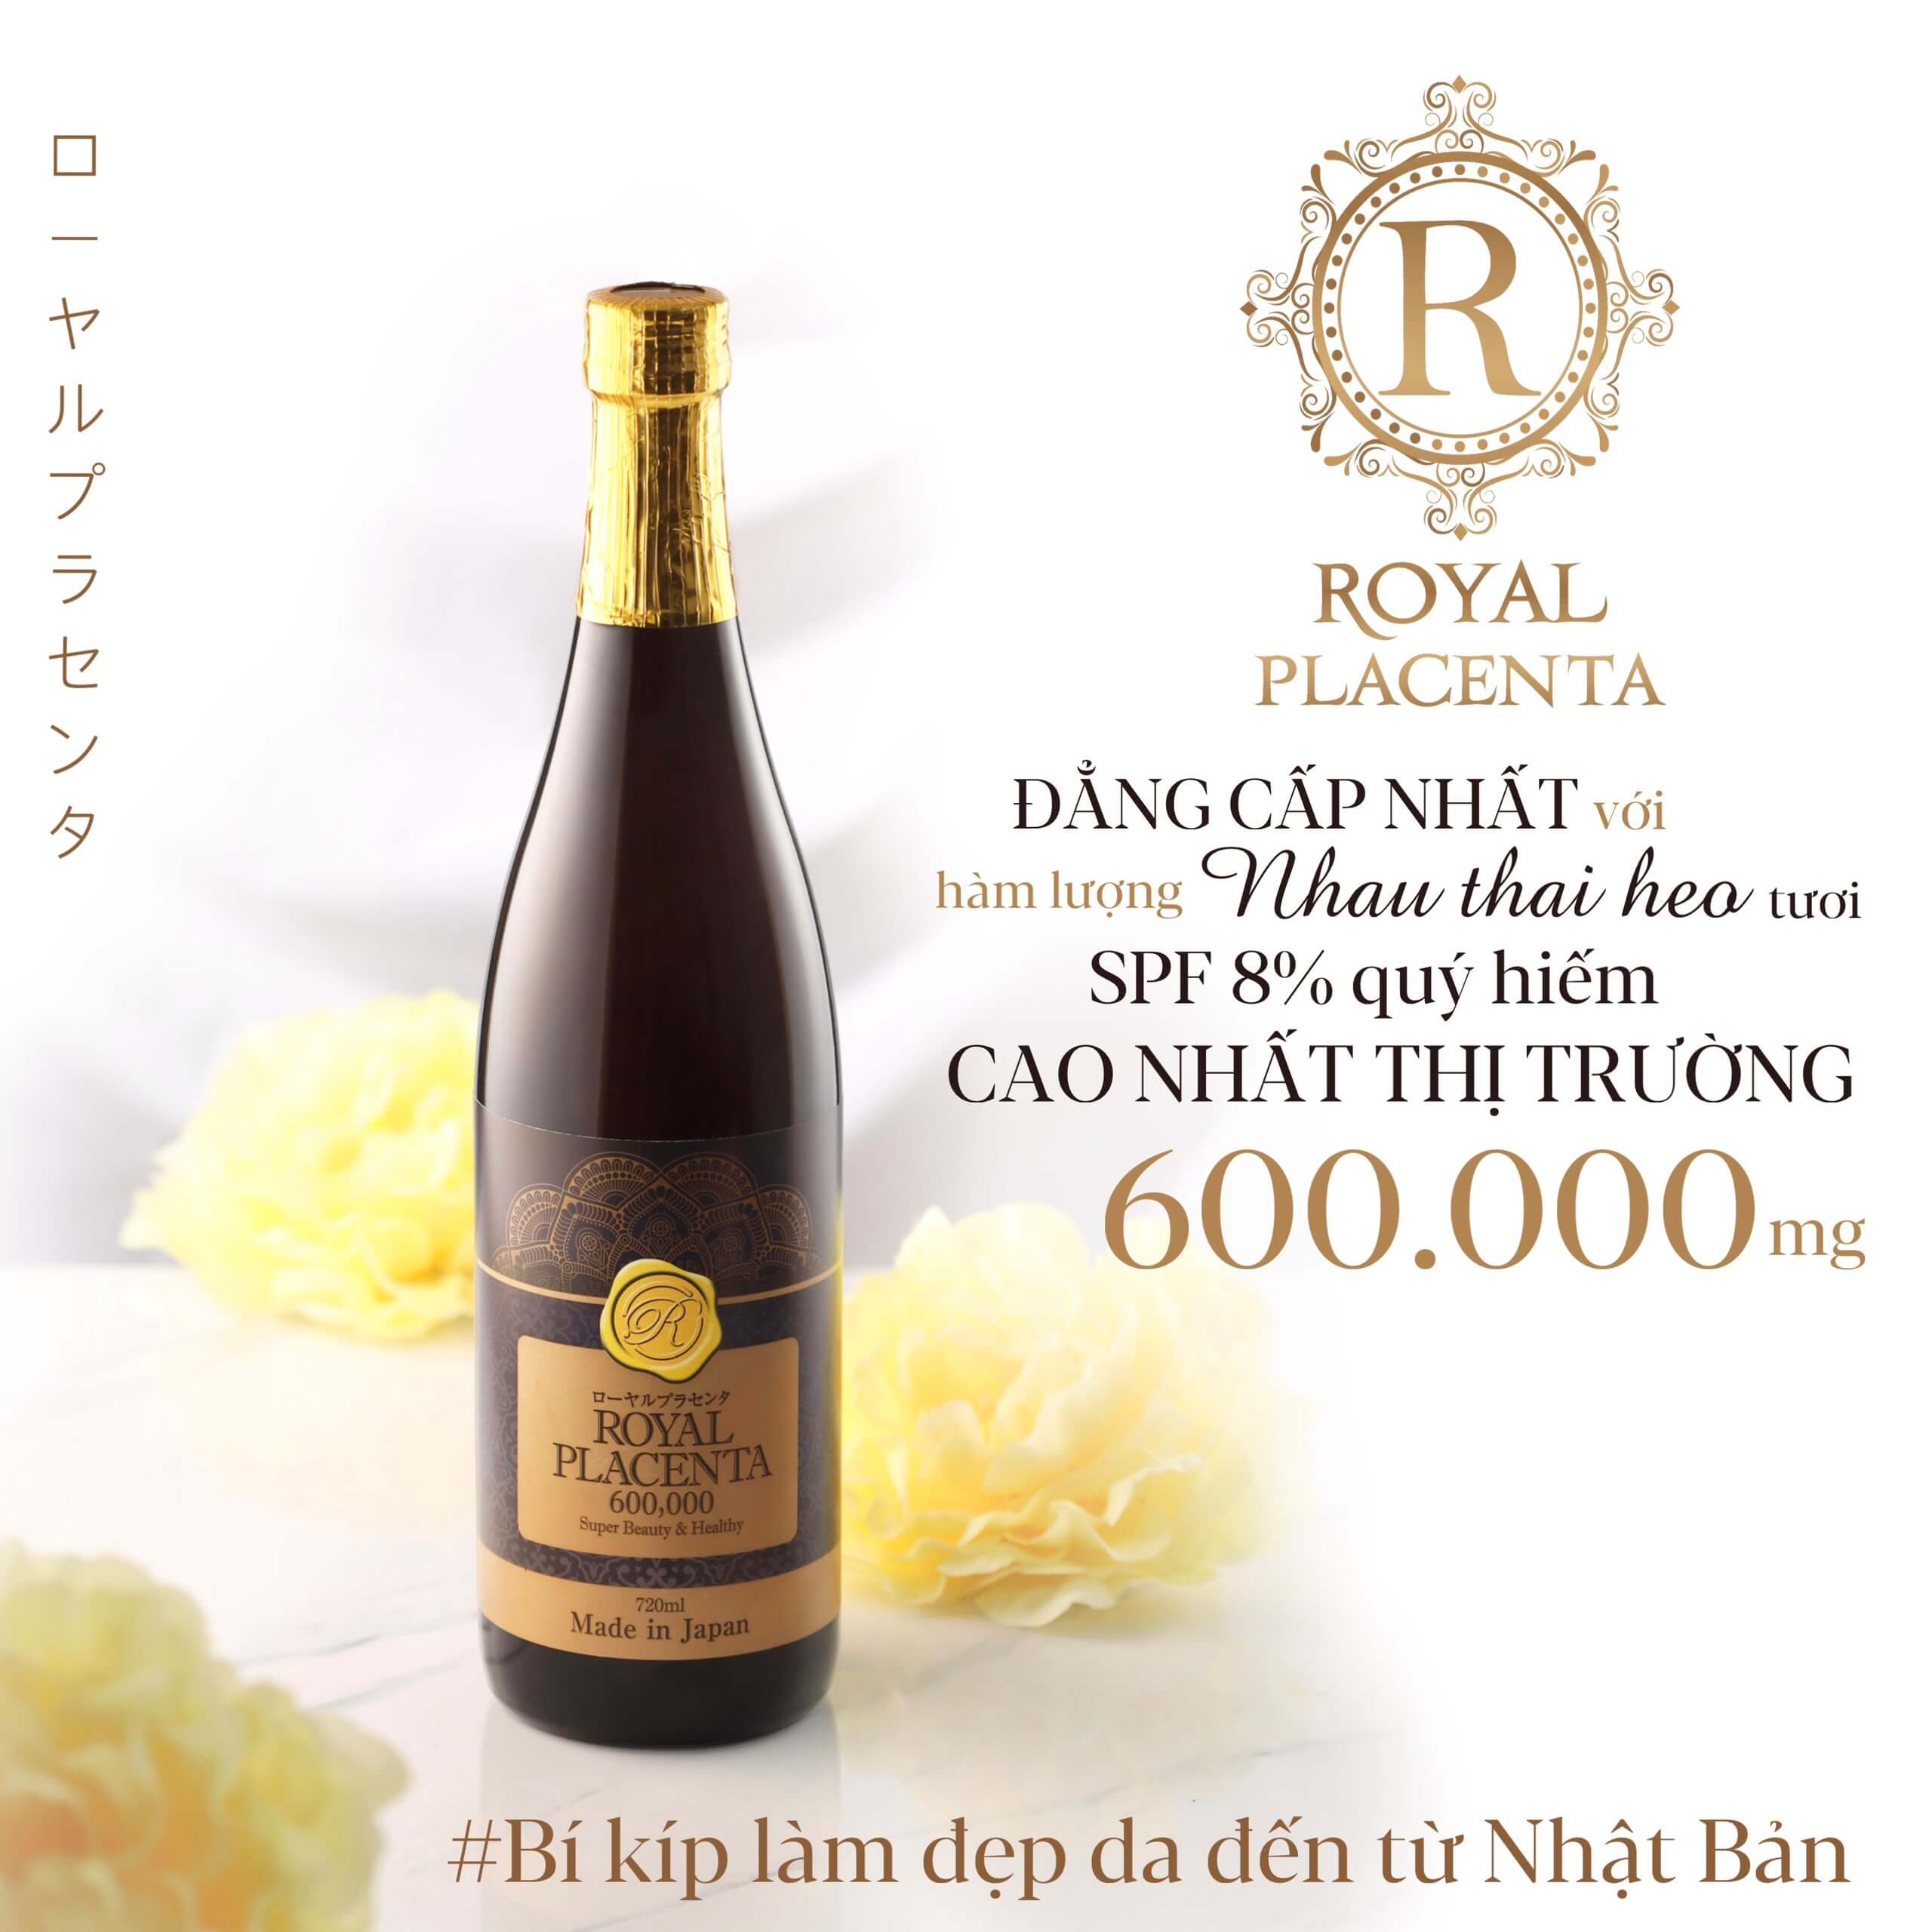 ローヤルプラセンタ
R
ROYAL
PLACENTA
ĐẲNG CẤP NHẤT với
hàm lượng Nhau thai heo tươi
SPF 8% quý hiếm
CAO NHẤT THỊ TRƯỜNG
600.000 mg
R
ローヤルプラセンタ
ROYAL
PLACENTA
600,000
Super Beauty & Healthy
720ml
Made in Japan
#Bí kíp làm đẹp da đến từ Nhật Bản